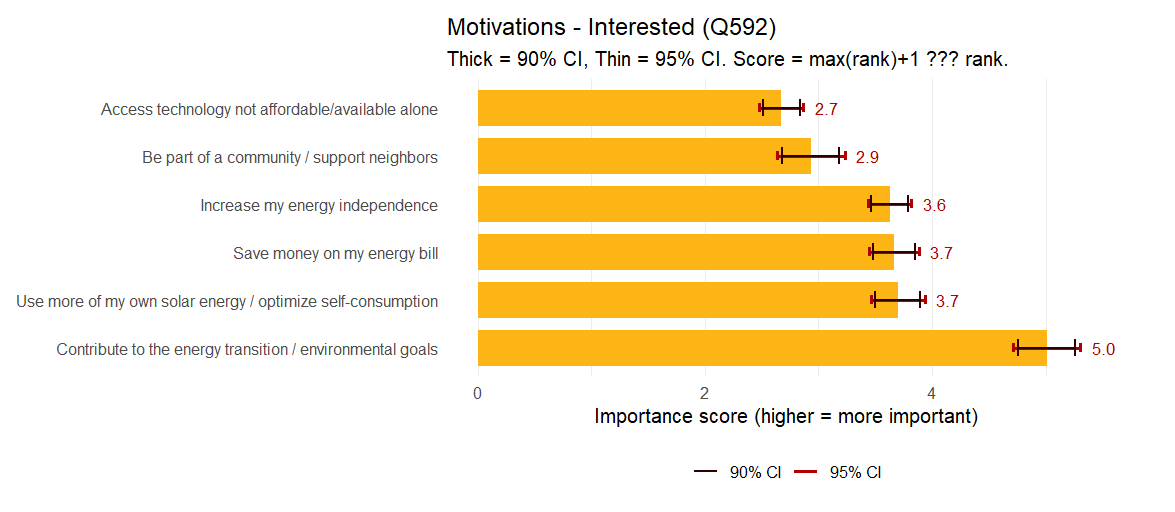 Motivations - Interested (Q592)
Thick = 90% CI, Thin = 95% CI. Score = max(rank)+1 ??? rank.
Access technology not affordable/available alone
2.7
Be part of a community / support neighbors
2.9
Increase my energy independence
3.6
Save money on my energy bill
3.7
Use more of my own solar energy / optimize self-consumption
3.7
Contribute to the energy transition / environmental goals
5.0
0 2 4
Importance score (higher = more important)
90% CI 95% CI